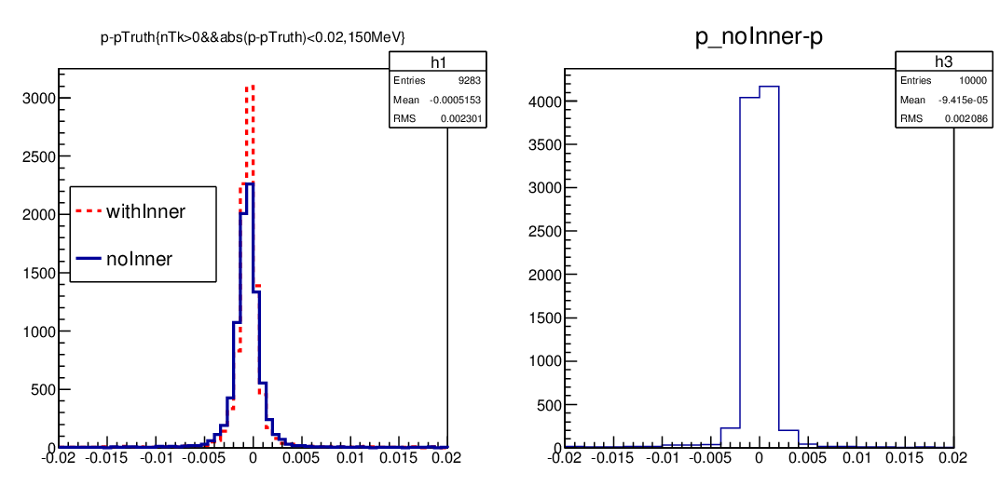 p-pTruth{nTk>0&&abs(p-pTruth)<0.02,150MeV}
h1
Entries 9283
Mean -0.0005153
RMS 0.002301
3000
2500
2000
1500
1000
500
0
withInner
noInner
-0.02 -0.015 -0.01 -0.005 0 0.005 0.01 0.015 0.02
p_noInner-p
h3
Entries 10000
Mean -9.415e-05
RMS 0.002086
4000
3500
3000
2500
2000
1500
1000
500
0
-0.02 -0.015 -0.01 -0.005 0 0.005 0.01 0.015 0.02